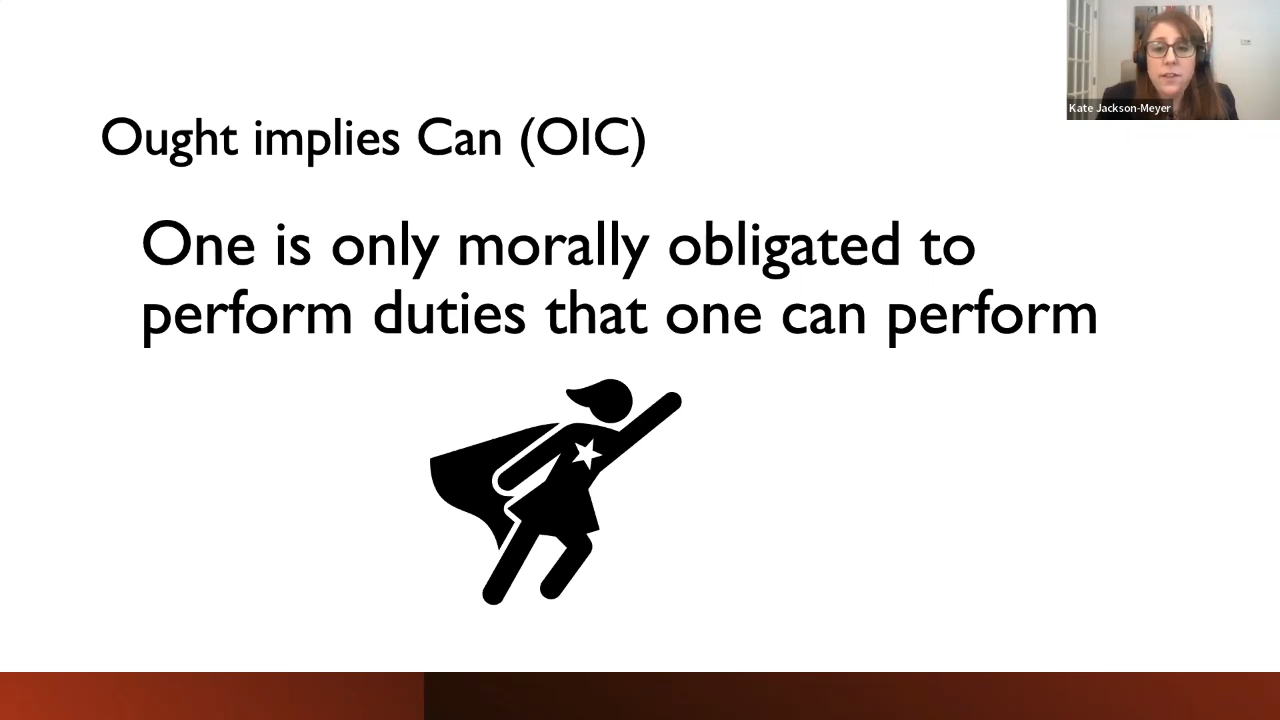 Kate Jackson-Meyer
Ought implies Can (OIC)
One is only morally obligated to
perform duties that one can perform